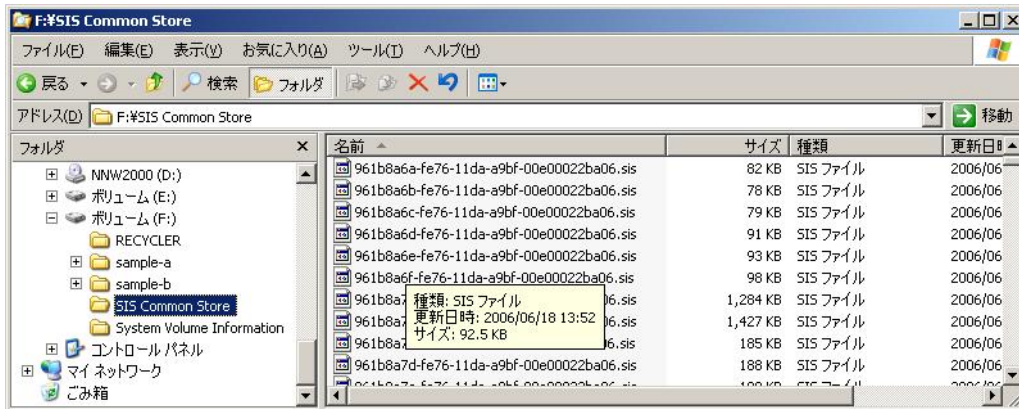 F:¥SIS Common Store
ファイル(F) 編集(E) 表示(V) お気に入り(A) ツール(T) ヘルプ(H)
戻る 検索 フォルダ
アドレス(D) F:¥SIS Common Store 移動
フォルダ
NNW2000 (D:)
ボリューム (E:)
ボリューム (F:)
RECYCLER
sample-a
sample-b
SIS Common Store
System Volume Information
コントロール パネル
マイ ネットワーク
ごみ箱
名前 サイズ 種類 更新日
961b8a6a-fe76-11da-a9bf-00e00022ba06.sis 82 KB SIS ファイル 2006/06
961b8a6b-fe76-11da-a9bf-00e00022ba06.sis 78 KB SIS ファイル 2006/06
961b8a6c-fe76-11da-a9bf-00e00022ba06.sis 79 KB SIS ファイル 2006/06
961b8a6d-fe76-11da-a9bf-00e00022ba06.sis 91 KB SIS ファイル 2006/06
961b8a6e-fe76-11da-a9bf-00e00022ba06.sis 93 KB SIS ファイル 2006/06
961b8a6f-fe76-11da-a9bf-00e00022ba06.sis 98 KB SIS ファイル 2006/06
961b8a7 06.sis 1,284 KB SIS ファイル 2006/06
961b8a7 06.sis 1,427 KB SIS ファイル 2006/06
961b8a7 06.sis 185 KB SIS ファイル 2006/06
961b8a7d-fe76-11da-a9bf-00e00022ba06.sis 188 KB SIS ファイル 2006/06
種類: SIS ファイル
更新日時: 2006/06/18 13:52
サイズ: 92.5 KB